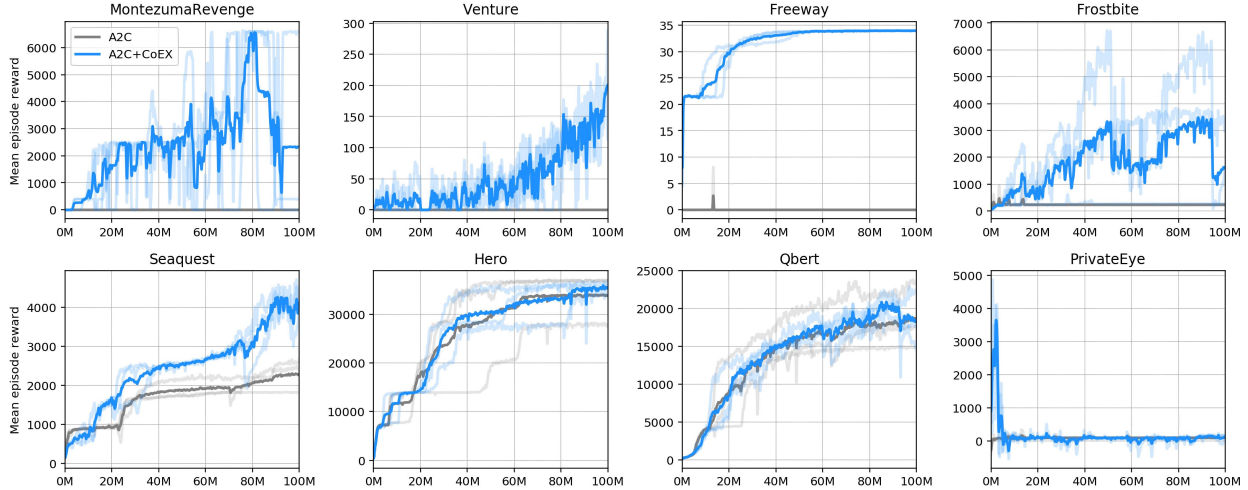 MontezumaRevenge
Venture
Freeway
Frostbite
Mean episode reward
A2C
A2C+CoEX
6000
5000
4000
3000
2000
1000
0
0M 20M 40M 60M 80M 100M
300
250
200
150
100
50
0
0M 20M 40M 60M 80M 100M
35
30
25
20
15
10
5
0
0M 20M 40M 60M 80M 100M
7000
6000
5000
4000
3000
2000
1000
0
0M 20M 40M 60M 80M 100M
Seaquest
Hero
Qbert
PrivateEye
Mean episode reward
4000
3000
2000
1000
0
0M 20M 40M 60M 80M 100M
30000
20000
10000
0
0M 20M 40M 60M 80M 100M
25000
20000
15000
10000
5000
0
0M 20M 40M 60M 80M 100M
5000
4000
3000
2000
1000
0
0M 20M 40M 60M 80M 100M